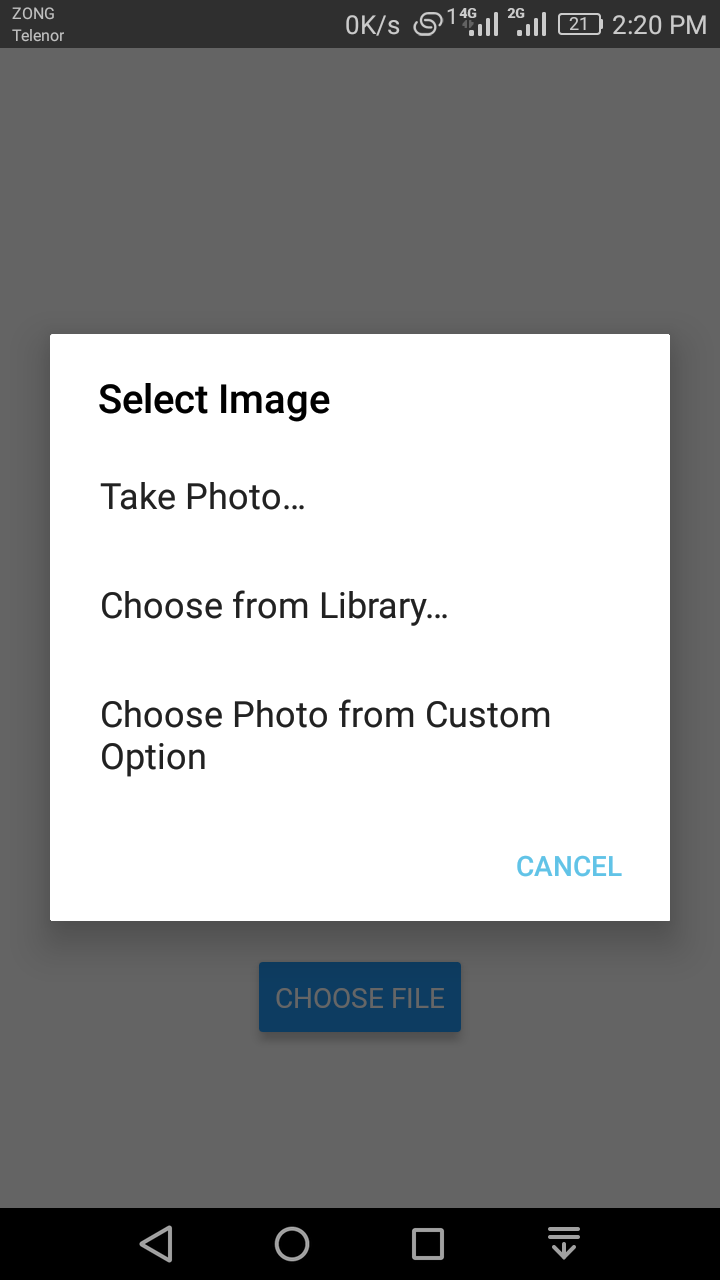 ZONG
Telenor
0K/s 1 4G 2G 21 2:20 PM
Select Image
Take Photo…
Choose from Library…
Choose Photo from Custom
Option
CANCEL
CHOOSE FILE